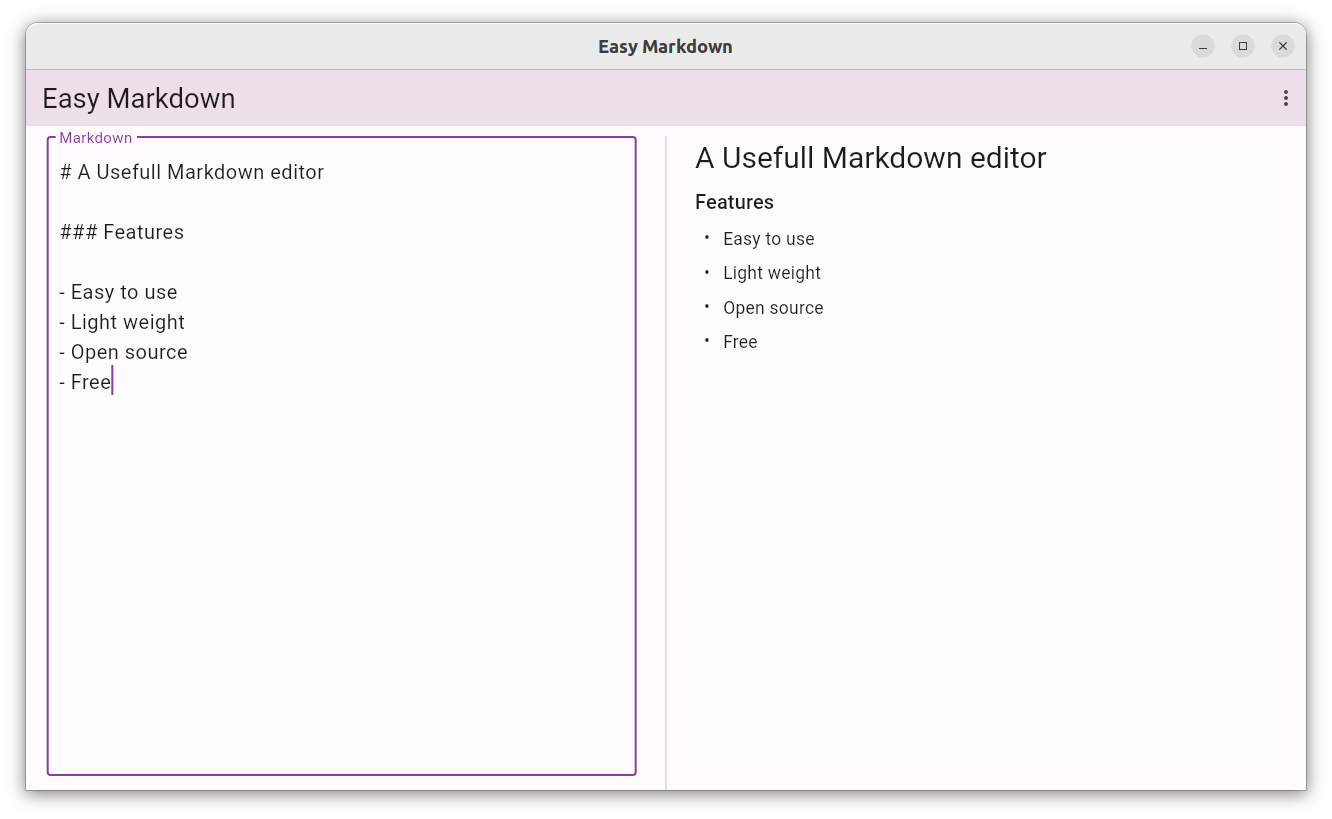 Easy Markdown
Easy Markdown
Markdown
# A Usefull Markdown editor
### Features
- Easy to use
- Light weight
- Open source
- Free
A Usefull Markdown editor
Features
• Easy to use
• Light weight
• Open source
• Free